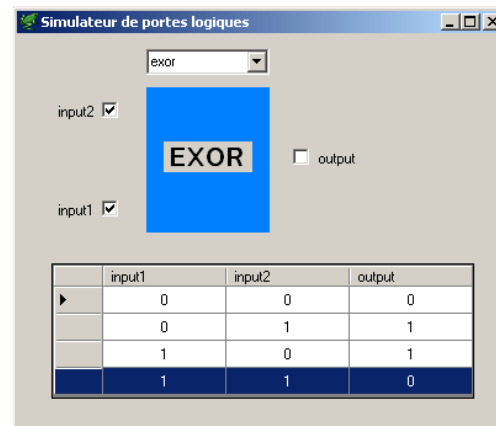 Simulateur de portes logiques
exor
input2
EXOR
output
input1
input1 input2 output
0 0 0
0 1 1
1 0 1
1 1 0